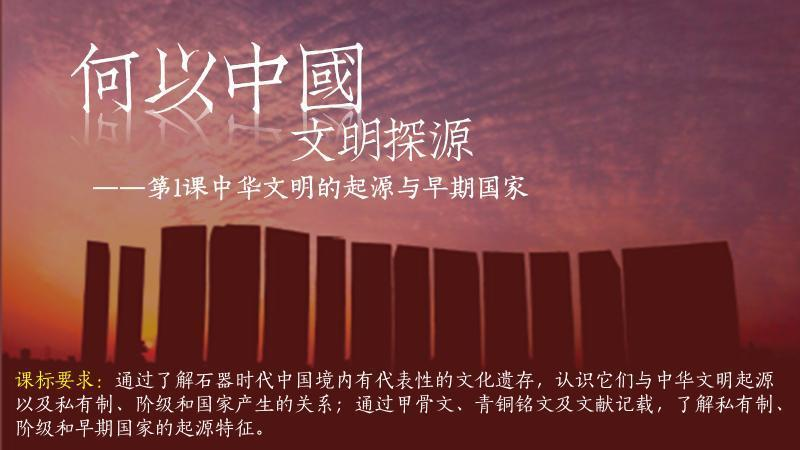 何以中國
文明探源
——第1课中华文明的起源与早期国家
课标要求：通过了解石器时代中国境内有代表性的文化遗存，认识它们与中华文明起源
以及私有制、阶级和国家产生的关系；通过甲骨文、青铜铭文及文献记载，了解私有制、
阶级和早期国家的起源特征。